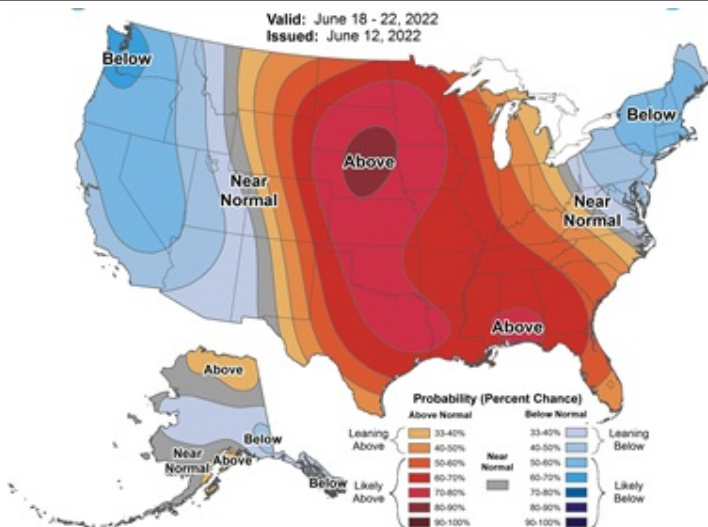 Valid: June 18 - 22, 2022
Issued: June 12, 2022
Below
Below
Above
Near
Normal
Near
Normal
Above
Above
Near
Normal
Above
Below
Below
Probability (Percent Chance)
Above Normal
Below Normal
Leaning
Above
33-40%
40-50%
Likely
Above
50-60%
60-70%
70-80%
80-90%
90-100%
Near
Normal
33-40%
40-50%
Leaning
Below
50-60%
60-70%
70-80%
80-90%
90-100%
Likely
Below